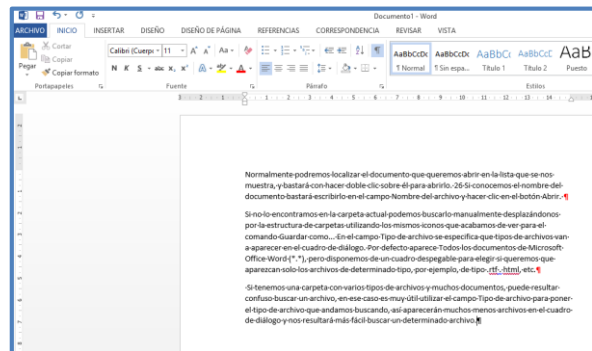 Documento1 - Word
ARCHIVO INICIO INSERTAR DISEÑO DISEÑO DE PÁGINA REFERENCIAS CORRESPONDENCIA REVISAR VISTA
Cortar
Copiar
Copiar formato
Pegar
Calibri (Cuerpo 11
N K S abc
AaBbCcDc AaBbCcDc AaBbCc AaBbCcC AaB
¶ Normal ¶ Sin espa... Título 1 Título 2 Puesto
Portapapeles Fuente Párrafo Estilos
Normalmente podremos localizar el documento que queremos abrir en la lista que se nos
muestra, y bastará con hacer doble clic sobre él para abrirlo. 26 Si conocemos el nombre del
documento bastará escribirlo en el campo Nombre del archivo y hacer clic en el botón Abrir. ¶
Si no lo encontramos en la carpeta actual podemos buscarlo manualmente desplazándonos
por la estructura de carpetas utilizando los mismos iconos que acabamos de ver para el
comando Guardar como... En el campo Tipo de archivo se especifica que tipos de archivos van
a aparecer en el cuadro de diálogo. Por defecto aparece Todos los documentos de Microsoft
Office Word (*.*), pero disponemos de un cuadro despegable para elegir si queremos que
aparezcan solo los archivos de determinado tipo, por ejemplo, de tipo .rtf .html, etc. ¶
Si tenemos una carpeta con varios tipos de archivos y muchos documentos, puede resultar
confuso buscar un archivo, en ese caso es muy útil utilizar el campo Tipo de archivo para poner
el tipo de archivo que andamos buscando, así aparecerán muchos menos archivos en el cuadro
de diálogo y nos resultará más fácil buscar un determinado archivo. ¶